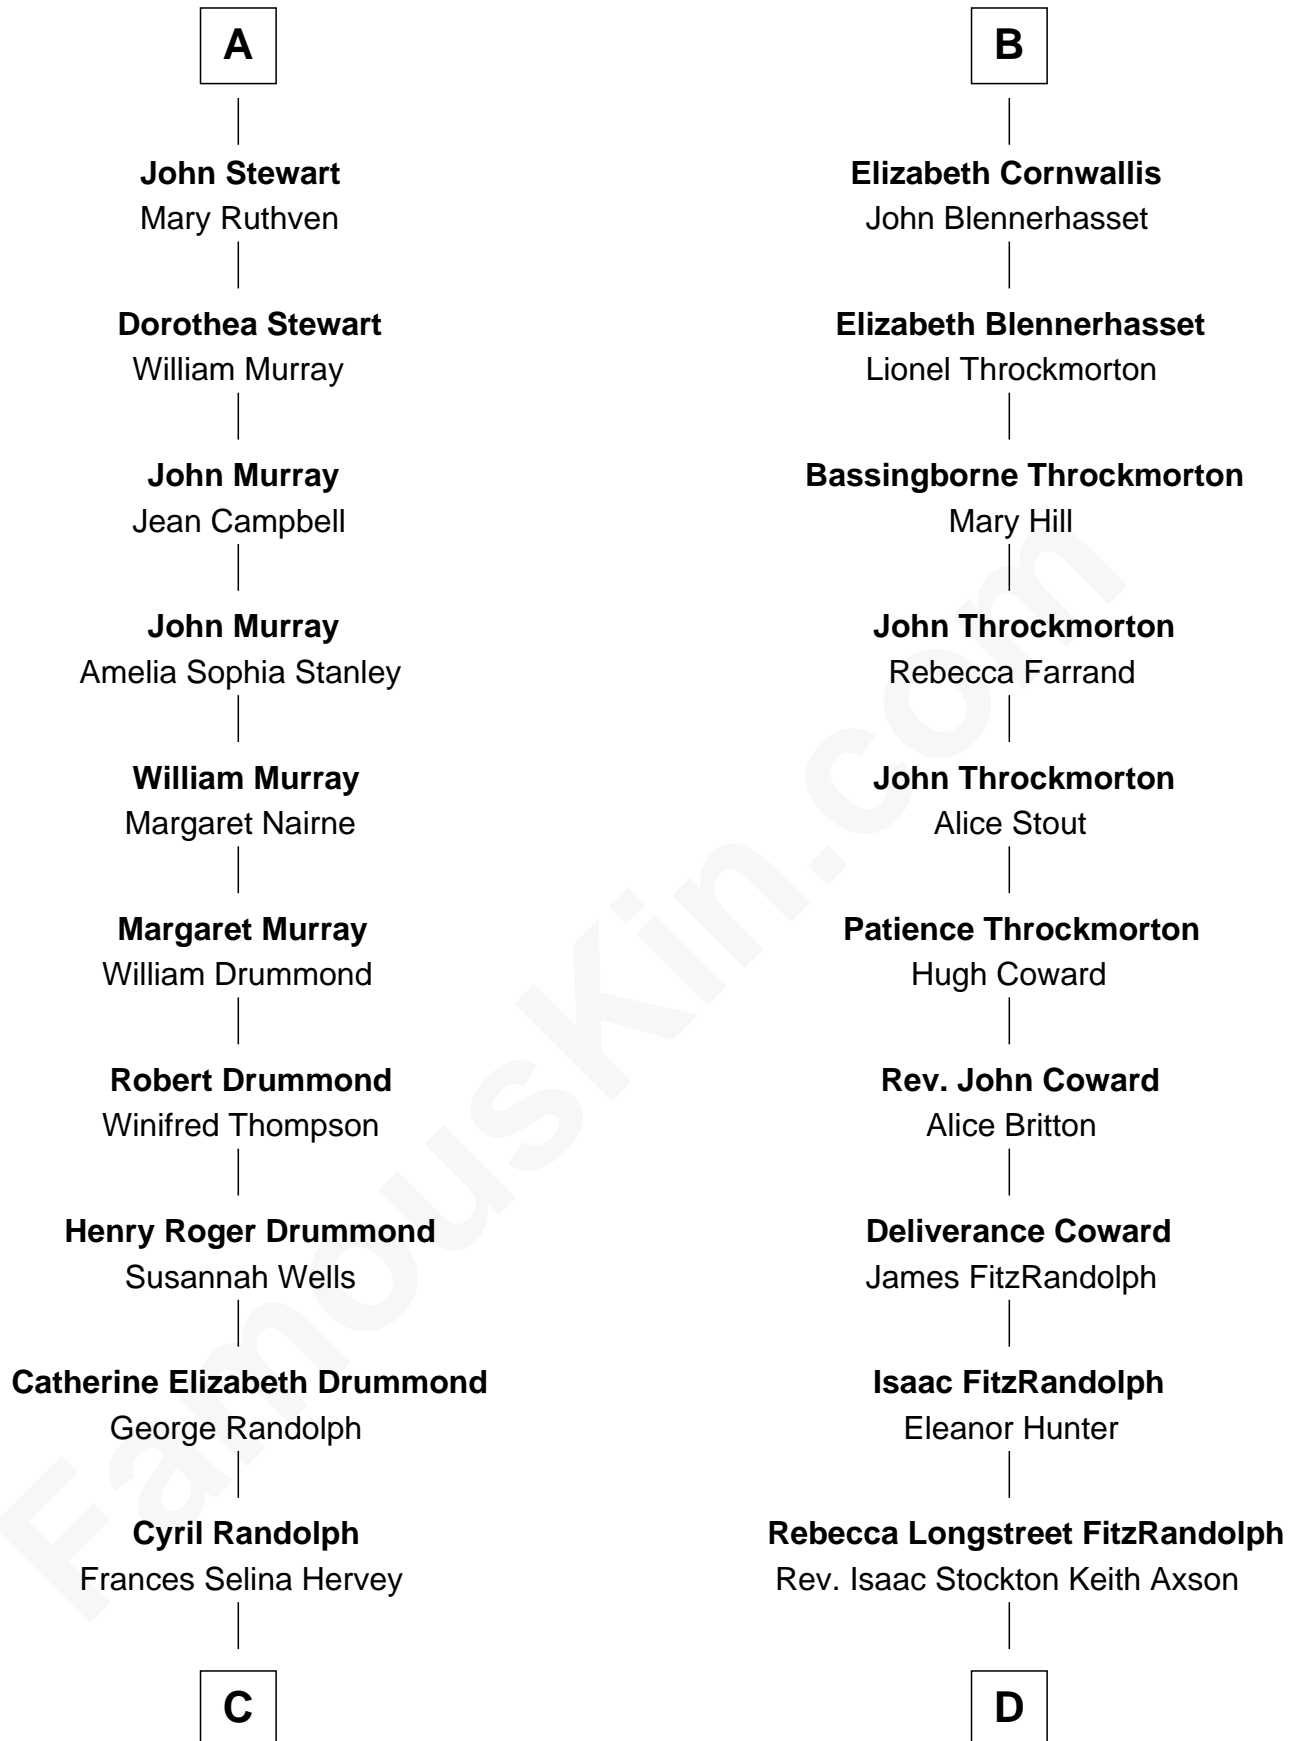 A
John Stewart
Mary Ruthven
Dorothea Stewart
William Murray
John Murray
Jean Campbell
John Murray
Amelia Sophia Stanley
William Murray
Margaret Nairne
Margaret Murray
William Drummond
Robert Drummond
Winifred Thompson
Henry Roger Drummond
Susannah Wells
Catherine Elizabeth Drummond
George Randolph
Cyril Randolph
Frances Selina Hervey
C
B
Elizabeth Cornwallis
John Blennerhasset
Elizabeth Blennerhasset
Lionel Throckmorton
Bassingborne Throckmorton
Mary Hill
John Throckmorton
Rebecca Farrand
John Throckmorton
Alice Stout
Patience Throckmorton
Hugh Coward
Rev. John Coward
Alice Britton
Deliverance Coward
James FitzRandolph
Isaac FitzRandolph
Eleanor Hunter
Rebecca Longstreet FitzRandolph
Rev. Isaac Stockton Keith Axson
D
FamousKin.com